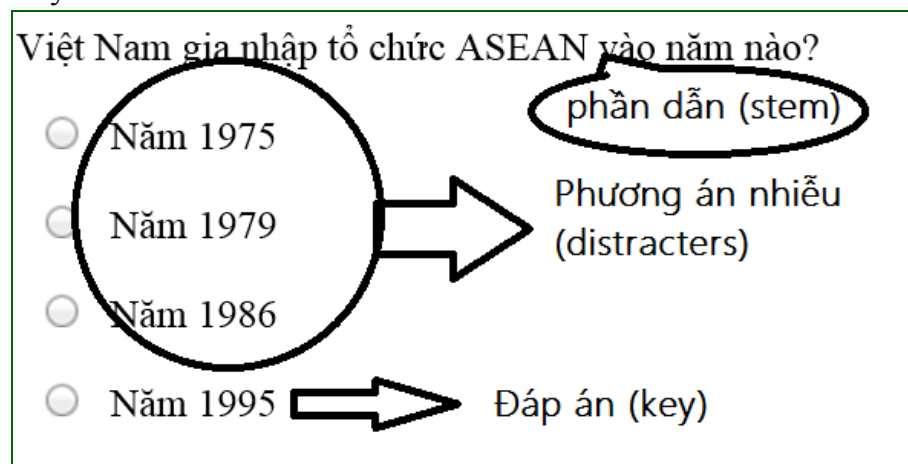 Việt Nam gia nhập tổ chức ASEAN vào năm nào?
phần dẫn (stem)
Năm 1975
Năm 1979
Phương án nhiễu
(distracters)
Năm 1986
Năm 1995
Đáp án (key)